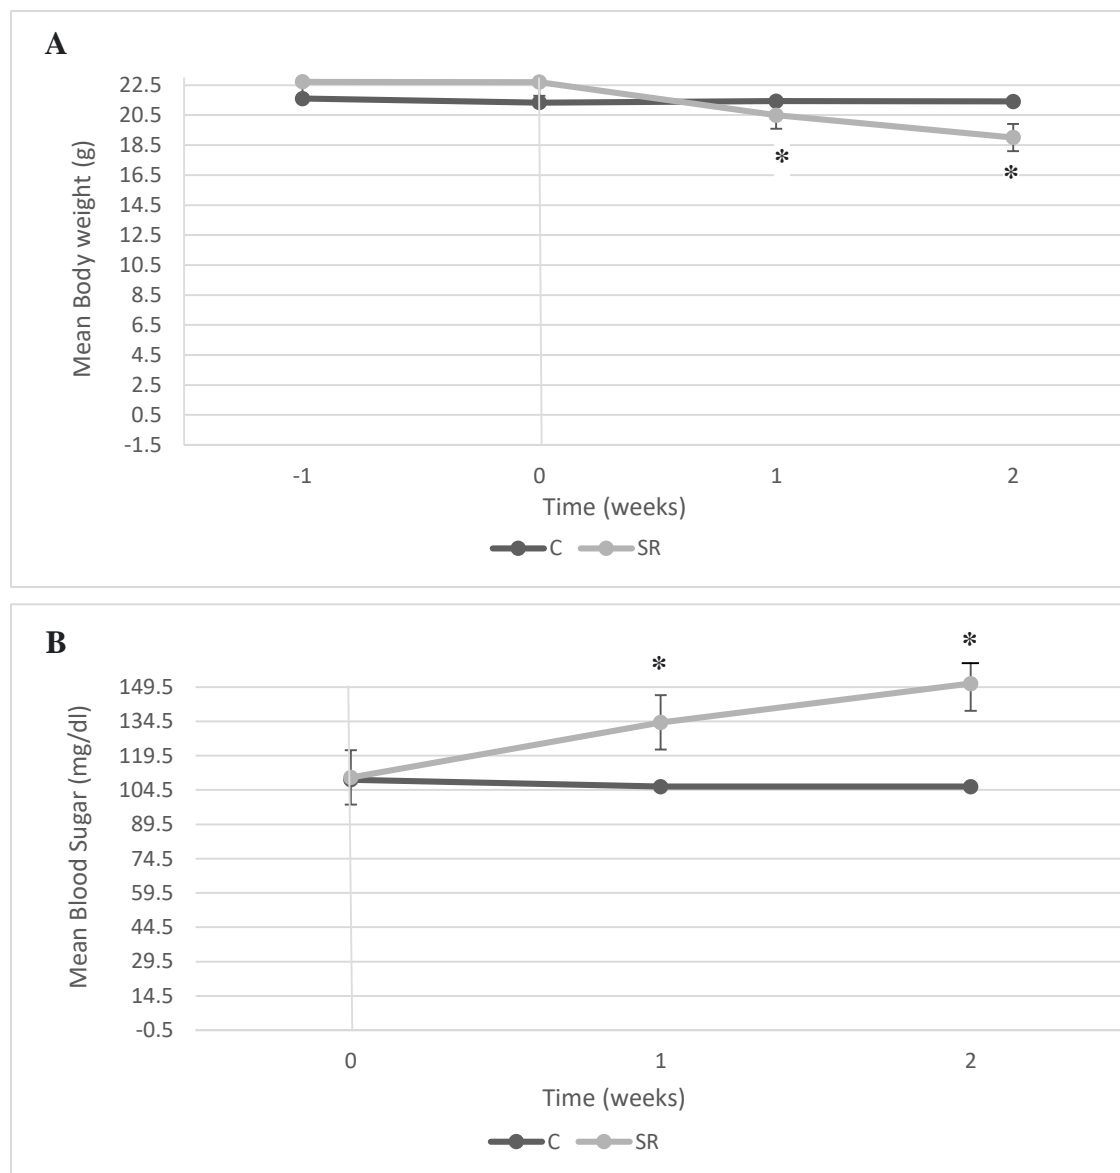 A
22.5
20.5
18.5
16.5
14.5
12.5
10.5
8.5
6.5
4.5
2.5
0.5
-1.5
Mean Body weight (g)
*
*
-1 0 1 2
Time (weeks)
C SR
B
149.5
134.5
119.5
104.5
89.5
74.5
59.5
44.5
29.5
14.5
-0.5
Mean Blood Sugar (mg/dl)
*
*
0 1 2
Time (weeks)
C SR